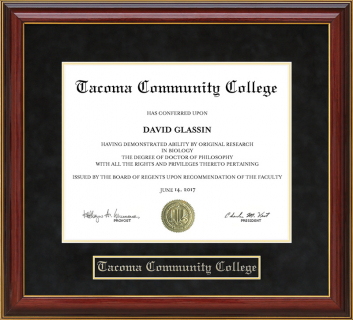 Tacoma Community College
HAS CONFERRED UPON
DAVID GLASSIN
HAVING DEMONSTRATED ABILITY BY ORIGINAL RESEARCH
IN BIOLOGY
THE DEGREE OF DOCTOR OF PHILOSOPHY
WITH ALL THE RIGHTS AND PRIVILEGES THERETO PERTAINING
ISSUED BY THE BOARD OF REGENTS UPON RECOMMENDATION OF THE FACULTY
JUNE 14, 2017
PROVOST
PRESIDENT
Tacoma Community College